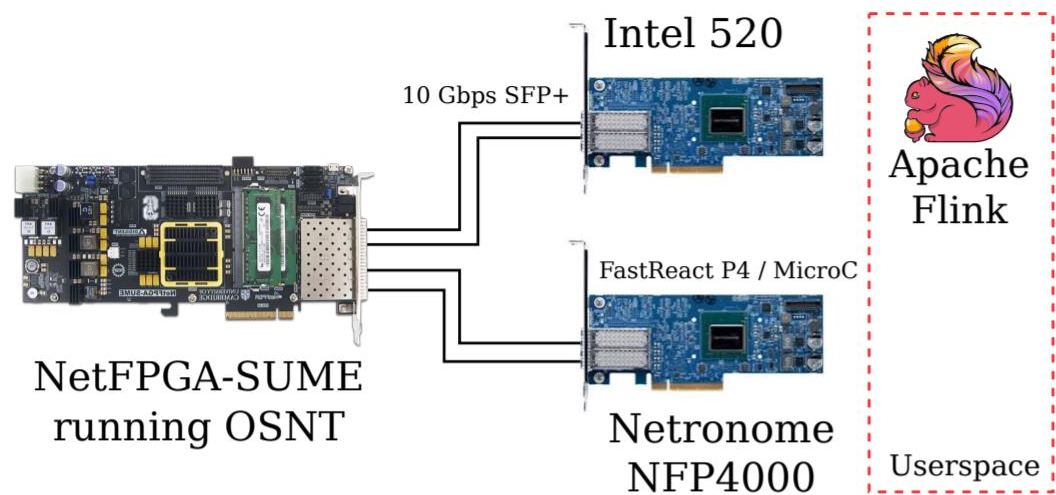 Intel 520
10 Gbps SFP+
Apache
Flink
FastReact P4 / MicroC
NetFPGA-SUME
running OSNT
Netronome
NFP4000
Userspace